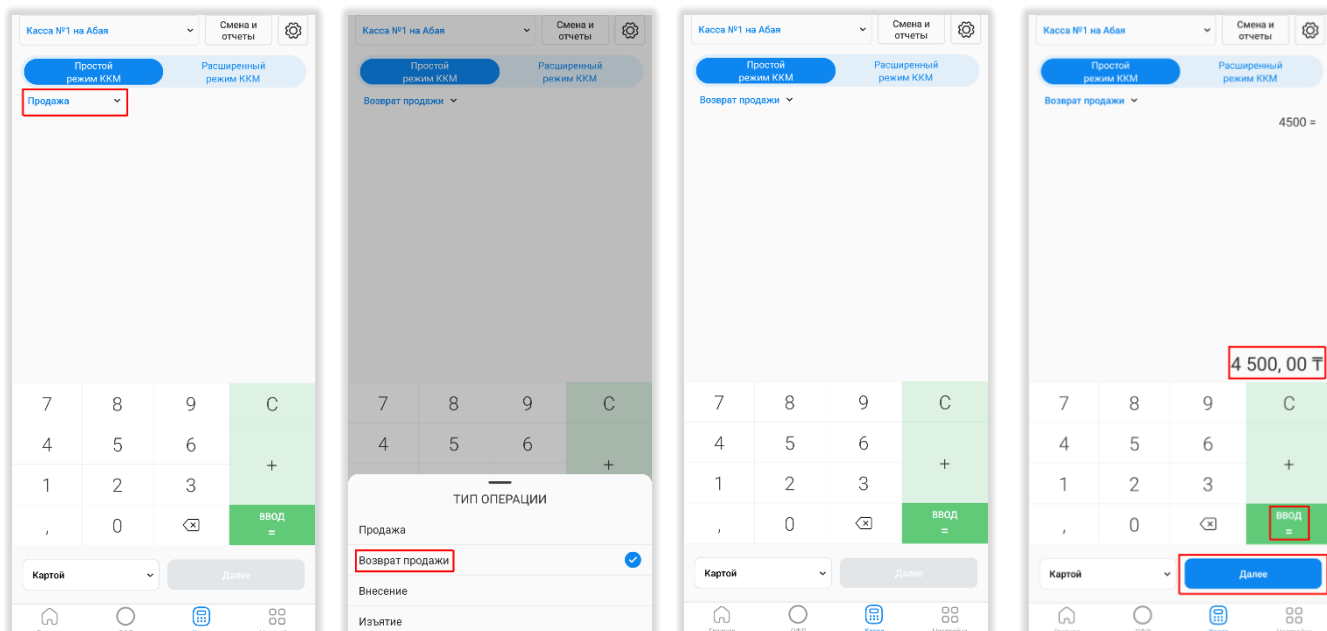 Касса №1 на Абая
Смена и
отчеты
Простой
режим ККМ
Расширенный
режим ККМ
Продажа
7 8 9 C
4 5 6
+
1 2 3
, 0
ВВОД
=
Картой
Далее
Касса №1 на Абая
Смена и
отчеты
Простой
режим ККМ
Расширенный
режим ККМ
Возврат продажи
7 8 9 C
4 5 6
+
ТИП ОПЕРАЦИИ
Продажа
Возврат продажи
Внесение
Изъятие
Касса №1 на Абая
Смена и
отчеты
Простой
режим ККМ
Расширенный
режим ККМ
Возврат продажи
7 8 9 C
4 5 6
+
1 2 3
, 0
ВВОД
=
Картой
Далее
Касса №1 на Абая
Смена и
отчеты
Простой
режим ККМ
Расширенный
режим ККМ
Возврат продажи
4500 =
4 500, 00 ₸
7 8 9 C
4 5 6
+
1 2 3
, 0
ВВОД
=
Картой
Далее